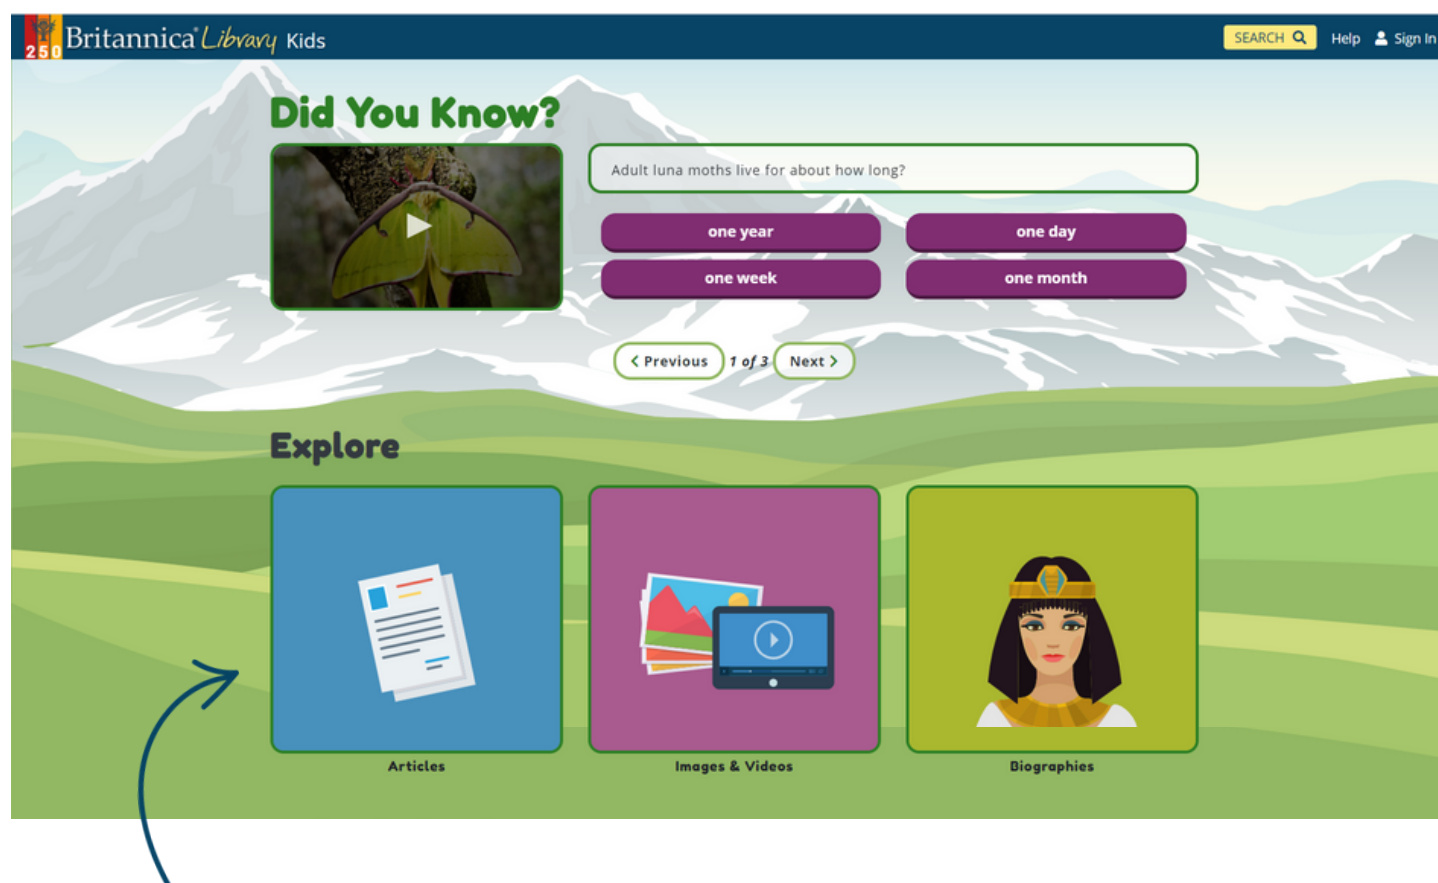 250 Britannica Library Kids
SEARCH Help Sign In
Did You Know?
Adult luna moths live for about how long?
one year one day
one week one month
Previous 1 of 3 Next
Explore
Articles Images & Videos Biographies